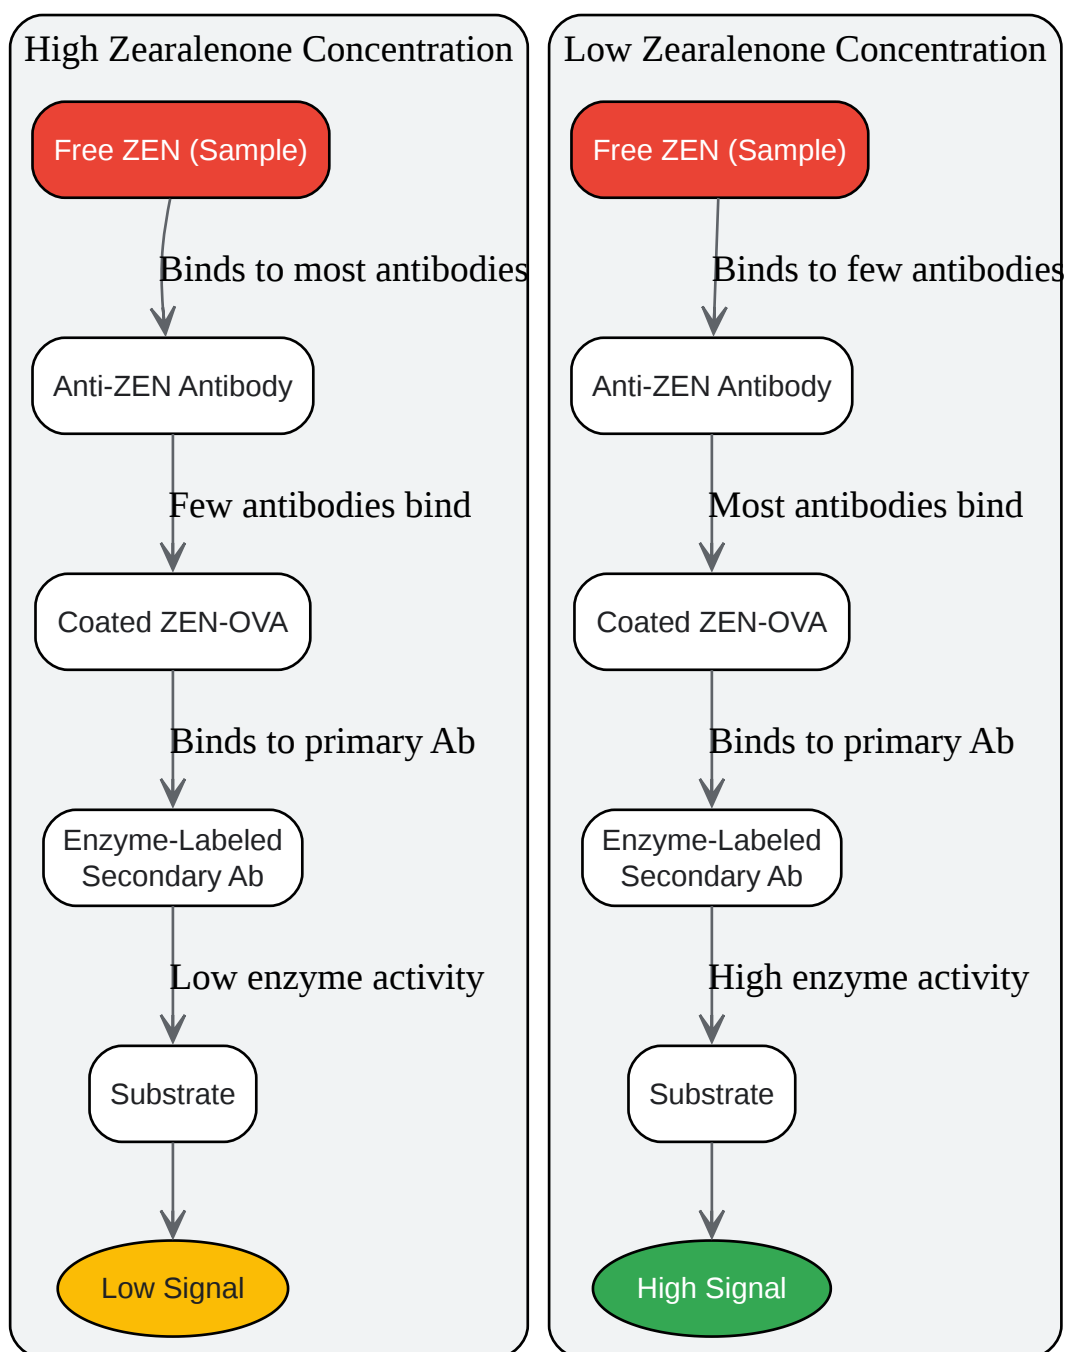 High Zearalenone Concentration
Free ZEN (Sample)
Binds to most antibodies
Anti-ZEN Antibody
Few antibodies bind
Coated ZEN-OVA
Binds to primary Ab
Enzyme-Labeled
Secondary Ab
Low enzyme activity
Substrate
Low Signal
Low Zearalenone Concentration
Free ZEN (Sample)
Binds to few antibodies
Anti-ZEN Antibody
Most antibodies bind
Coated ZEN-OVA
Binds to primary Ab
Enzyme-Labeled
Secondary Ab
High enzyme activity
Substrate
High Signal